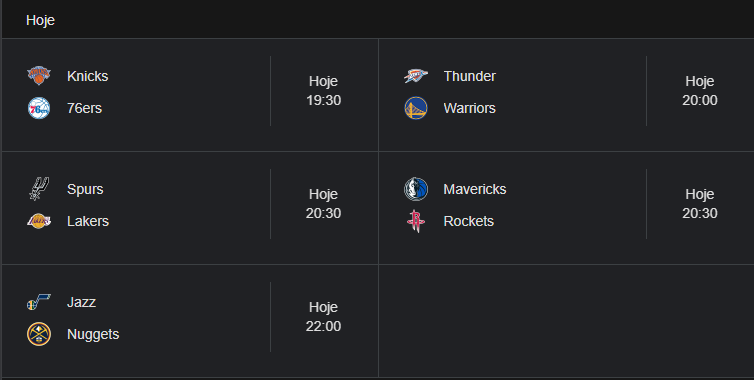 Hoje
Knicks
76ers
Hoje
19:30
Thunder
Warriors
Hoje
20:00
Spurs
Lakers
Hoje
20:30
Mavericks
Rockets
Hoje
20:30
Jazz
Nuggets
Hoje
22:00